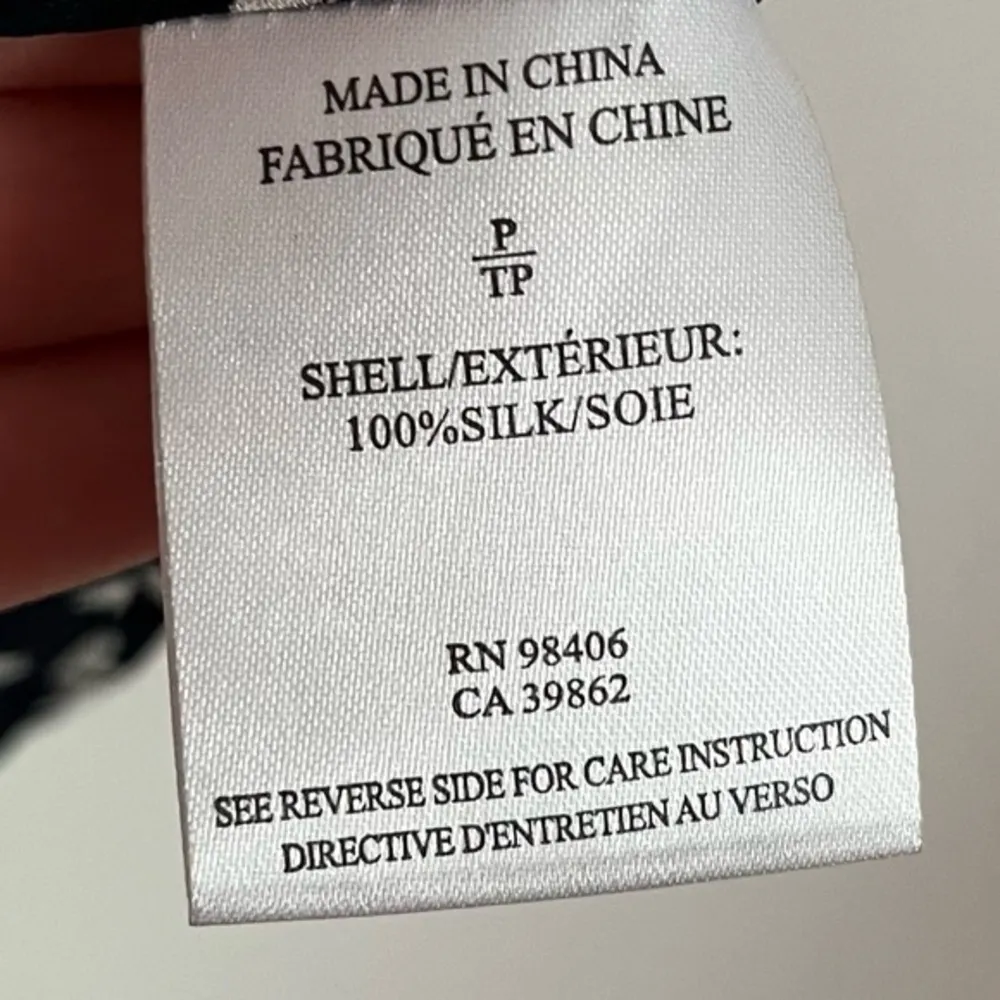 MADE IN CHINA
FABRIQUÉ EN CHINE
P
TP
SHELL/EXTÉRIEUR:
100%SILK/SOIE
RN 98406
CA 39862
SEE REVERSE SIDE FOR CARE INSTRUCTION
DIRECTIVE D'ENTRETIEN AU VERSO